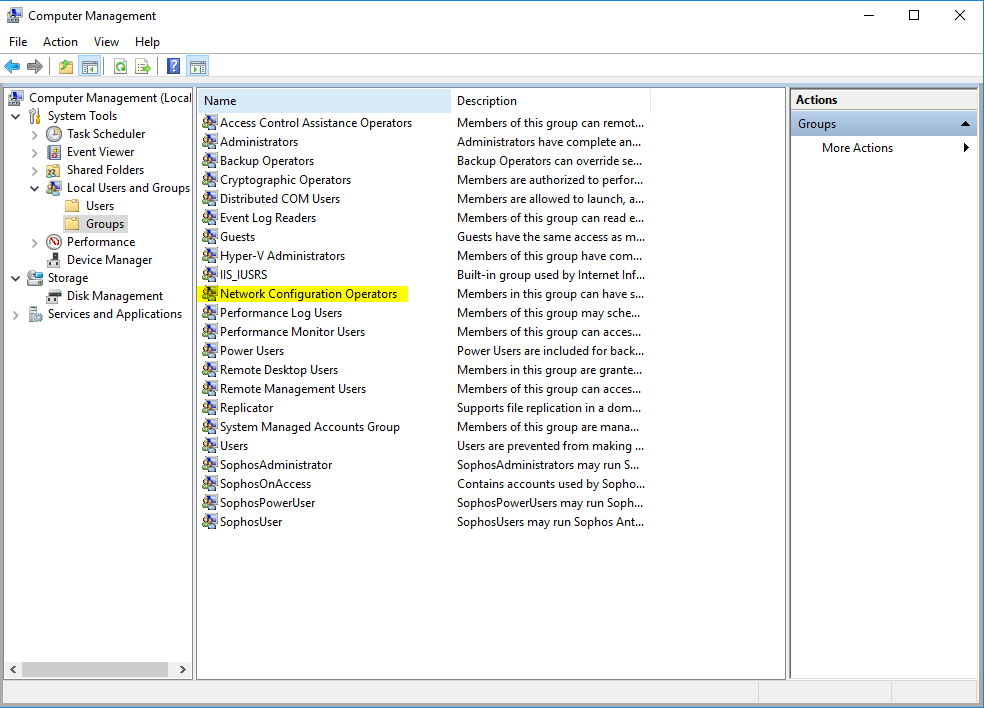 Computer Management
File Action View Help
Computer Management (Local
System Tools
Task Scheduler
Event Viewer
Shared Folders
Local Users and Groups
Users
Groups
Performance
Device Manager
Storage
Disk Management
Services and Applications
Name Description
Access Control Assistance Operators Members of this group can remot...
Administrators Administrators have complete an...
Backup Operators Backup Operators can override se...
Cryptographic Operators Members are authorized to perfor...
Distributed COM Users Members are allowed to launch, a...
Event Log Readers Members of this group can read e...
Guests Guests have the same access as m...
Hyper-V Administrators Members of this group have com...
IIS_IUSRS Built-in group used by Internet Inf...
Network Configuration Operators Members in this group can have s...
Performance Log Users Members of this group may sche...
Performance Monitor Users Members of this group can acces...
Power Users Power Users are included for back...
Remote Desktop Users Members in this group are grante...
Remote Management Users Members of this group can acces...
Replicator Supports file replication in a dom...
System Managed Accounts Group Members of this group are mana...
Users Users are prevented from making ...
SophosAdministrator SophosAdministrators may run S...
SophosOnAccess Contains accounts used by Sopho...
SophosPowerUser SophosPowerUsers may run Soph...
SophosUser SophosUsers may run Sophos Ant...
Actions
Groups
More Actions